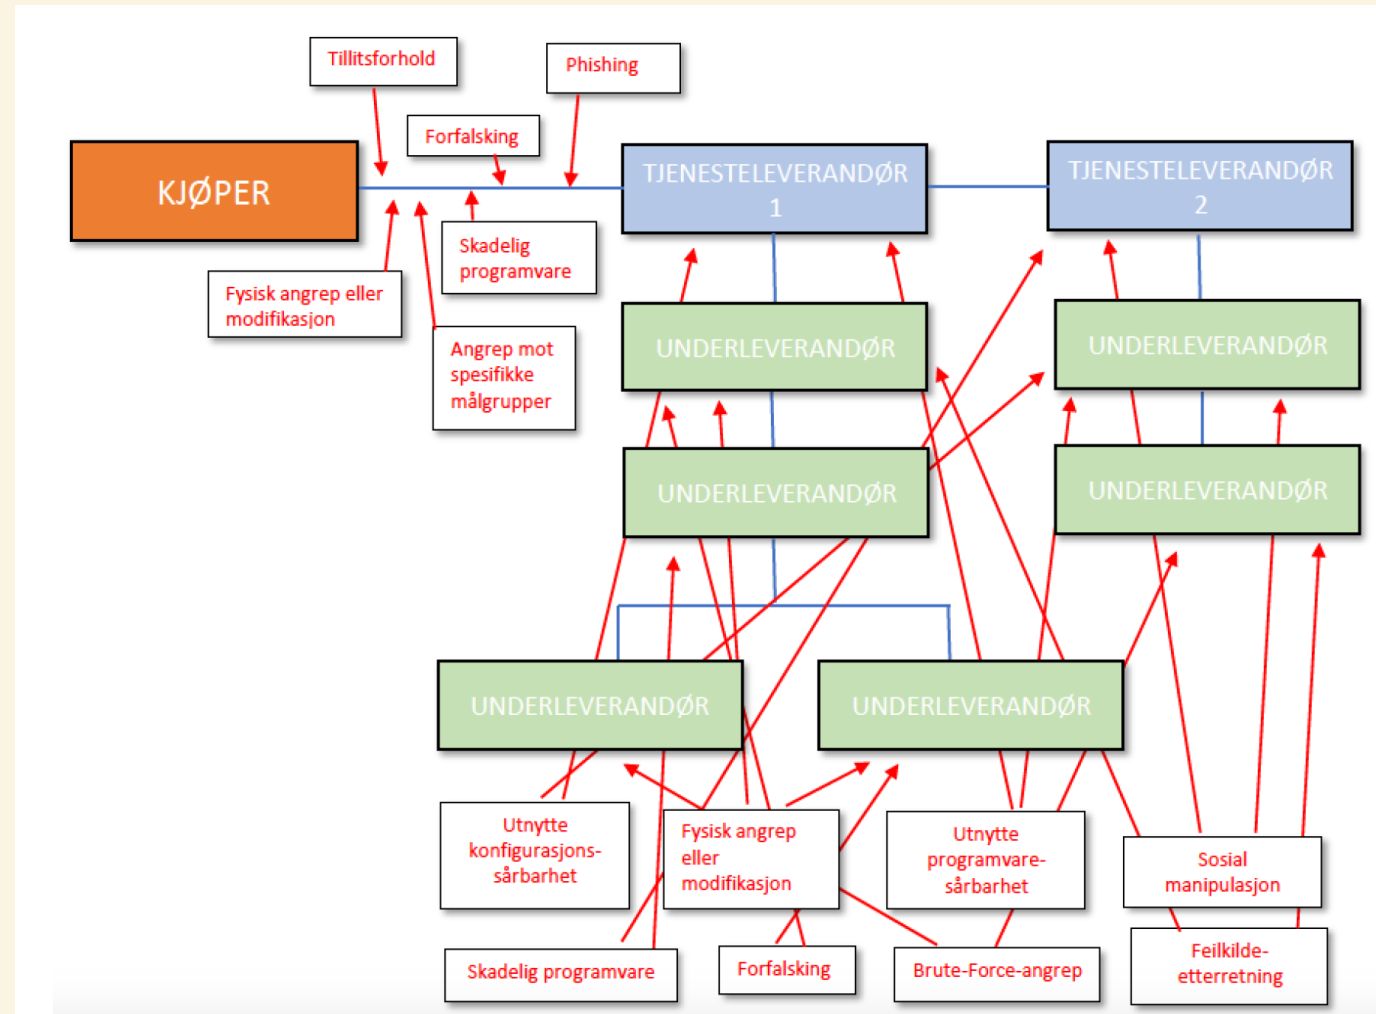 Tillitsforhold
Phishing
Forfalsking
KJØPER
TJENESTELEVERANDØR
1
TJENESTELEVERANDØR
2
Skadelig
programvare
Fysisk angrep eller
modifikasjon
Angrep mot
spesifikke
målgrupper
UNDERLEVERANDØR
UNDERLEVERANDØR
UNDERLEVERANDØR
UNDERLEVERANDØR
UNDERLEVERANDØR
UNDERLEVERANDØR
Utnytte
konfigurasjons-
sårbarhet
Fysisk angrep
eller
modifikasjon
Utnytte
programvare-
sårbarhet
Sosial
manipulasjon
Skadelig programvare
Forfalsking
Brute-Force-angrep
Feilkilde-
etterretning